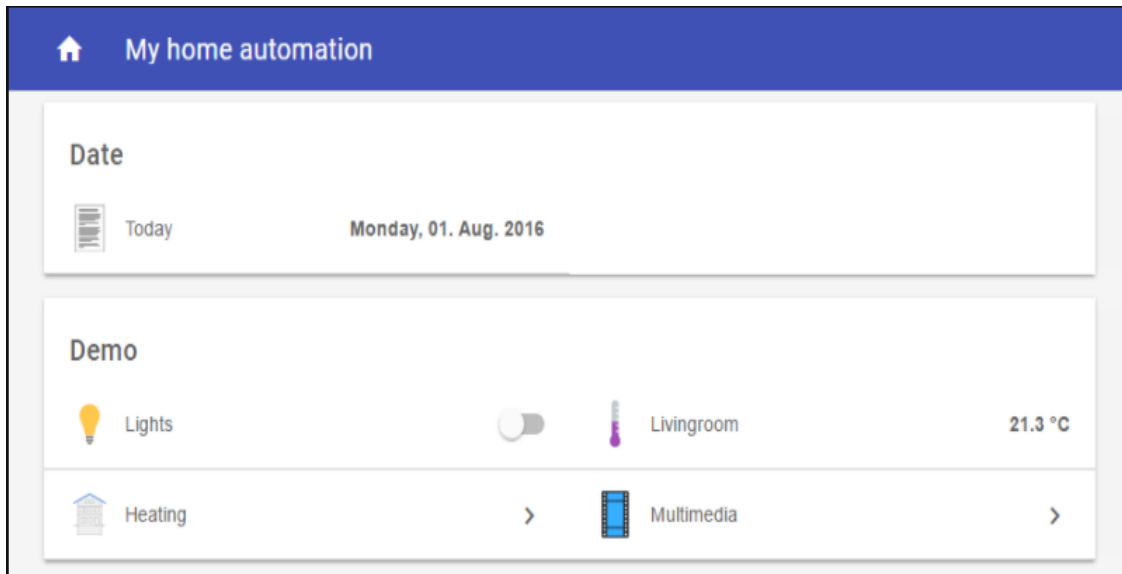 My home automation
Date
Today Monday, 01. Aug. 2016
Demo
Lights Livingroom 21.3 °C
Heating Multimedia